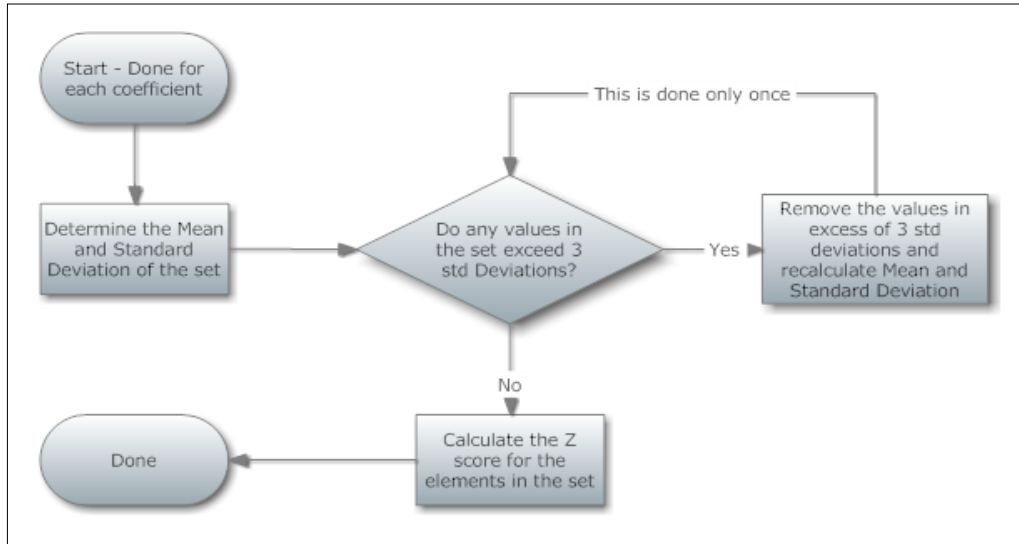 Start - Done for
each coefficient
This is done only once
Determine the Mean
and Standard
Deviation of the set
Do any values in
the set exceed 3
std Deviations?
Yes
Remove the values in
excess of 3 std
deviations and
recalculate Mean and
Standard Deviation
No
Calculate the Z
score for the
elements in the set
Done